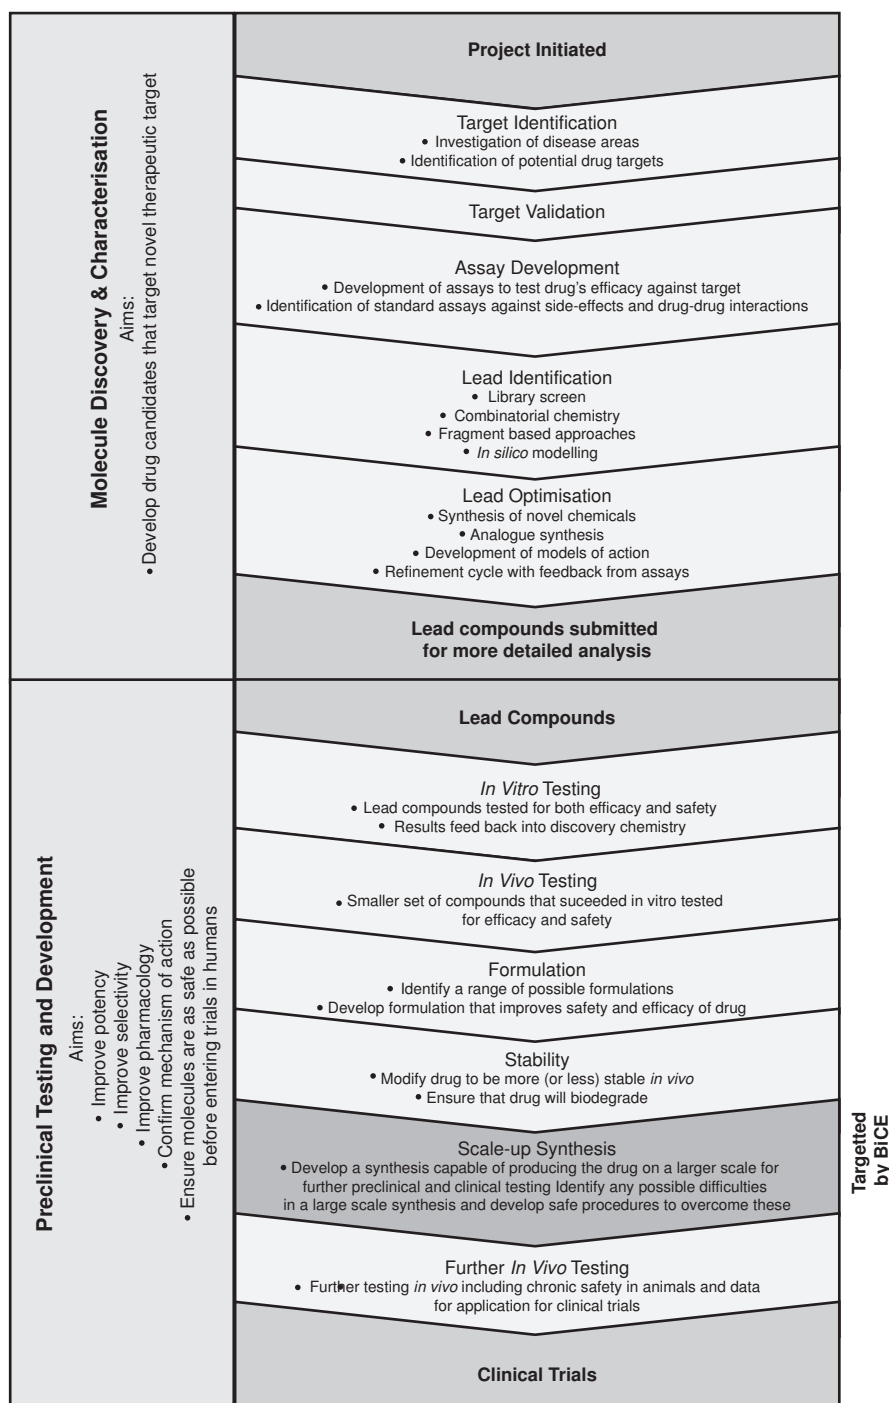 Project Initiated
Target Identification
• Investigation of disease areas
• Identification of potential drug targets
Target Validation
Assay Development
• Development of assays to test drug's efficacy against target
• Identification of standard assays against side-effects and drug-drug interactions
Lead Identification
• Library screen
• Combinatorial chemistry
• Fragment based approaches
• In silico modelling
Lead Optimisation
• Synthesis of novel chemicals
• Analogue synthesis
• Development of models of action
• Refinement cycle with feedback from assays
Lead compounds submitted
for more detailed analysis
Molecule Discovery & Characterisation
Aims:
• Develop drug candidates that target novel therapeutic target
Lead Compounds
In Vitro Testing
• Lead compounds tested for both efficacy and safety
• Results feed back into discovery chemistry
In Vivo Testing
• Smaller set of compounds that suceeded in vitro tested
for efficacy and safety
Formulation
• Identify a range of possible formulations
• Develop formulation that improves safety and efficacy of drug
Stability
• Modify drug to be more (or less) stable in vivo
• Ensure that drug will biodegrade
Scale-up Synthesis
• Develop a synthesis capable of producing the drug on a larger scale for
further preclinical and clinical testing Identify any possible difficulties
in a large scale synthesis and develop safe procedures to overcome these
Further In Vivo Testing
• Further testing in vivo including chronic safety in animals and data
for application for clinical trials
Clinical Trials
Preclinical Testing and Development
Aims:
• Improve potency
• Improve selectivity
• Improve pharmacology
• Confirm mechanism of action
• Ensure molecules are as safe as possible
before entering trials in humans
Targetted
by BiCE